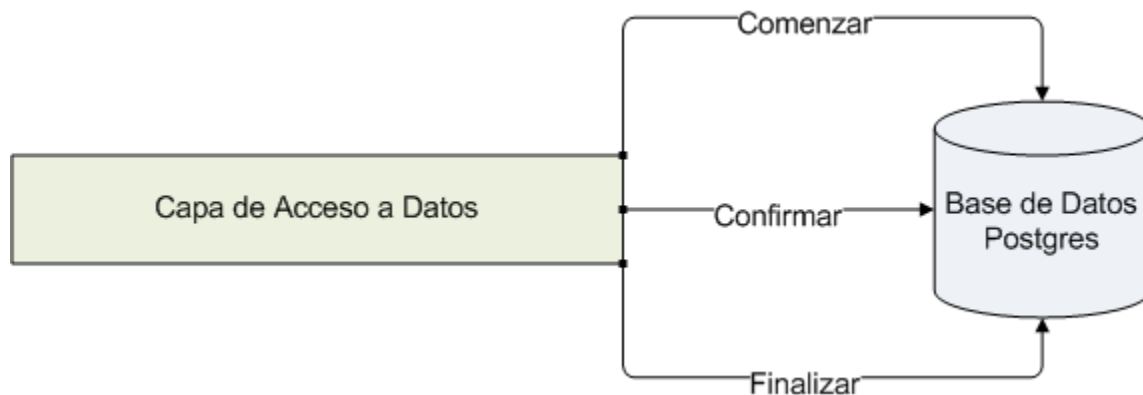 Comenzar
Capa de Acceso a Datos
Confirmar
Base de Datos
Postgres
Finalizar